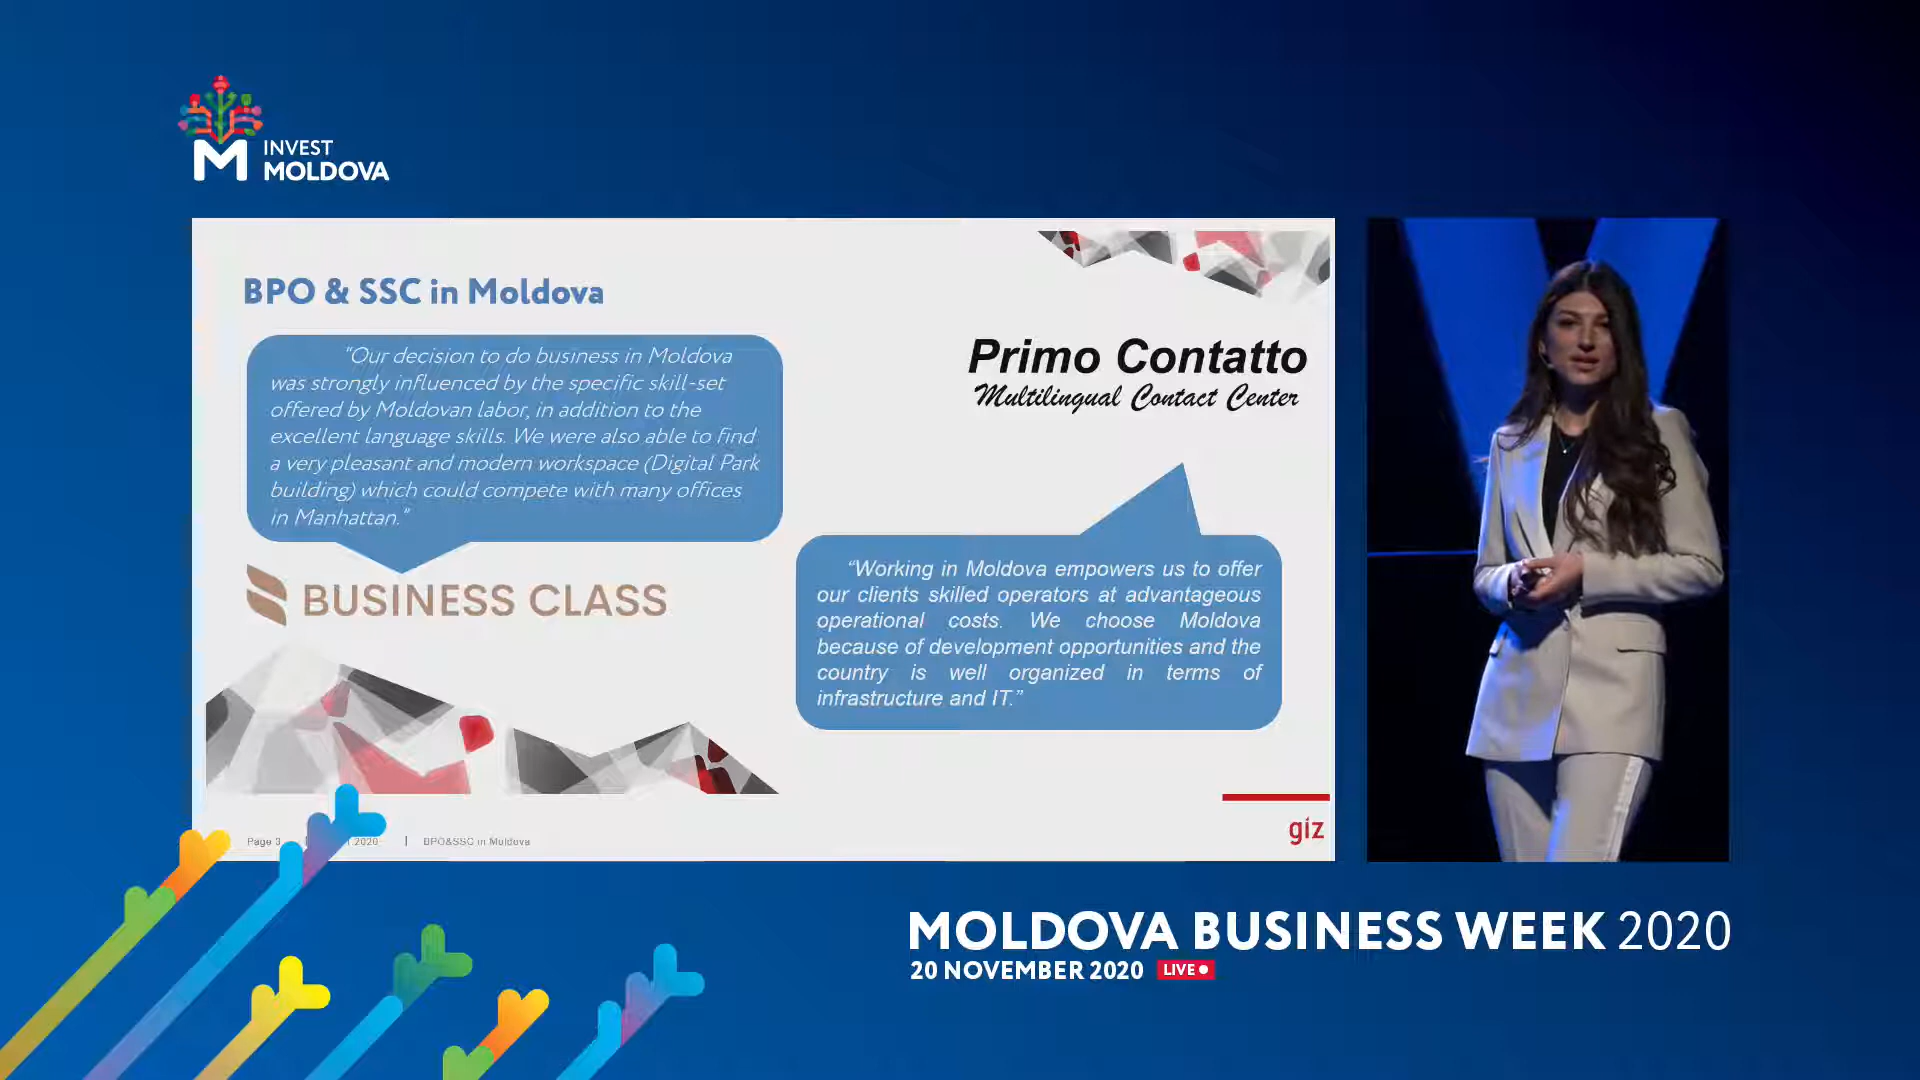 INVEST
MOLDOVA
BPO & SSC in Moldova
"Our decision to do business in Moldova
was strongly influenced by the specific skill-set
offered by Moldovan labor, in addition to the
excellent language skills. We were also able to find
a very pleasant and modern workspace (Digital Park
building) which could compete with many offices
in Manhattan."
BUSINESS CLASS
Primo Contatto
Multilingual Contact Center
“Working in Moldova empowers us to offer
our clients skilled operators at advantageous
operational costs. We choose Moldova
because of development opportunities and the
country is well organized in terms of
infrastructure and IT.”
giz
Page 3 | .2020 | BPO&SSC in Moldova
MOLDOVA BUSINESS WEEK 2020
20 NOVEMBER 2020 LIVE